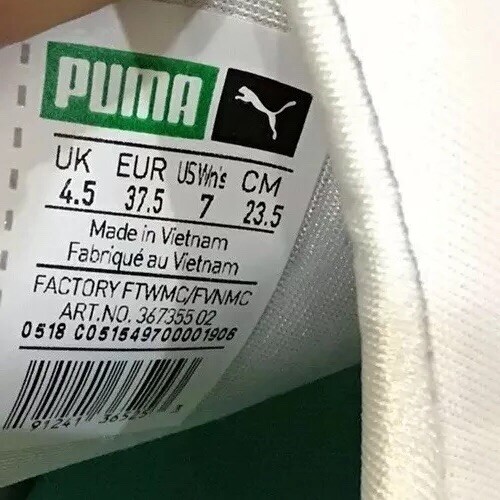 PUMA
UK EUR US Wn's CM
4.5 37.5 7 23.5
Made in Vietnam
Fabriqué au Vietnam
FACTORY FTWMC/FVNMC
ART.NO. 367355 02
0518 C051549700001906